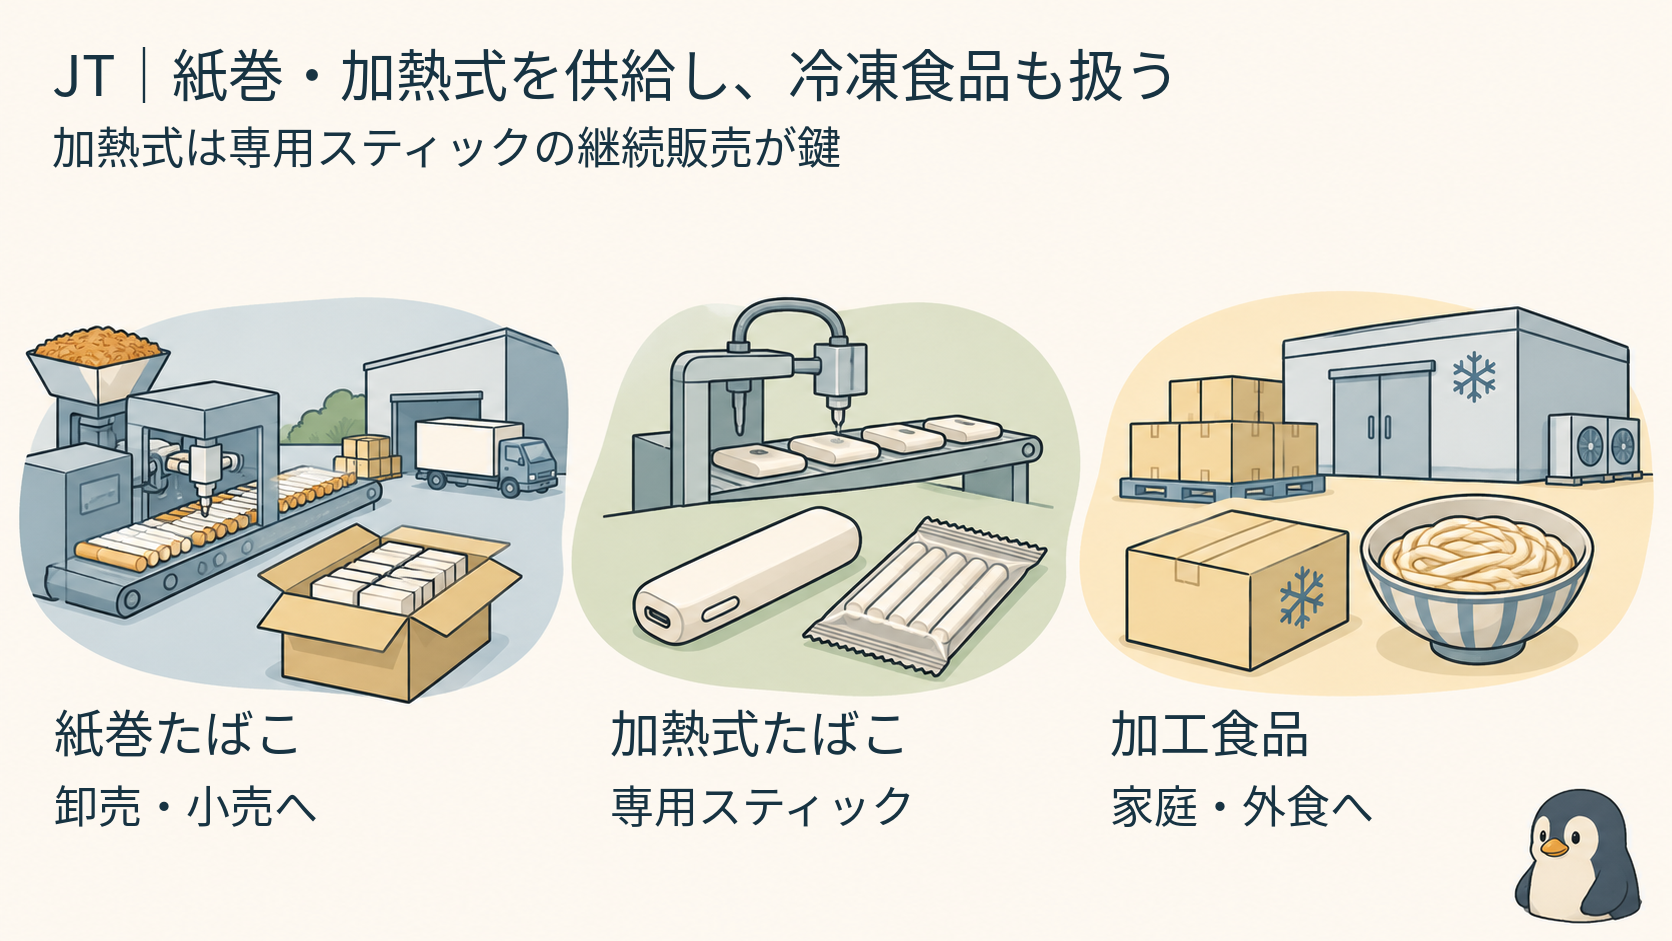 JT｜紙巻・加熱式を供給し、冷凍食品も扱う
加熱式は専用スティックの継続販売が鍵
紙巻たばこ
卸売・小売へ
加熱式たばこ
専用スティック
加工食品
家庭・外食へ